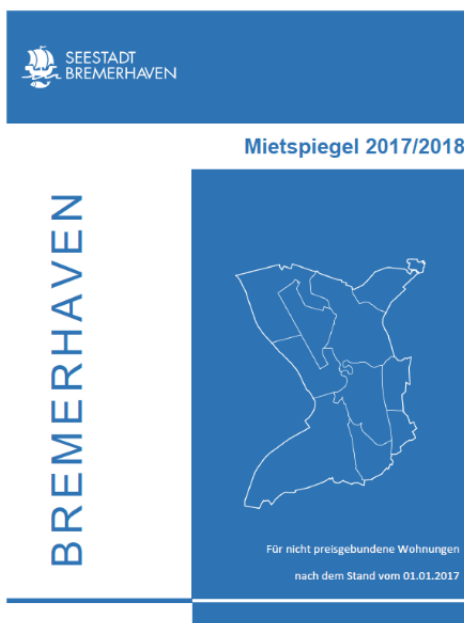 SEESTADT
BREMERHAVEN
Mietspiegel 2017/2018
BREMERHAVEN
Für nicht preisgebundene Wohnungen
nach dem Stand vom 01.01.2017